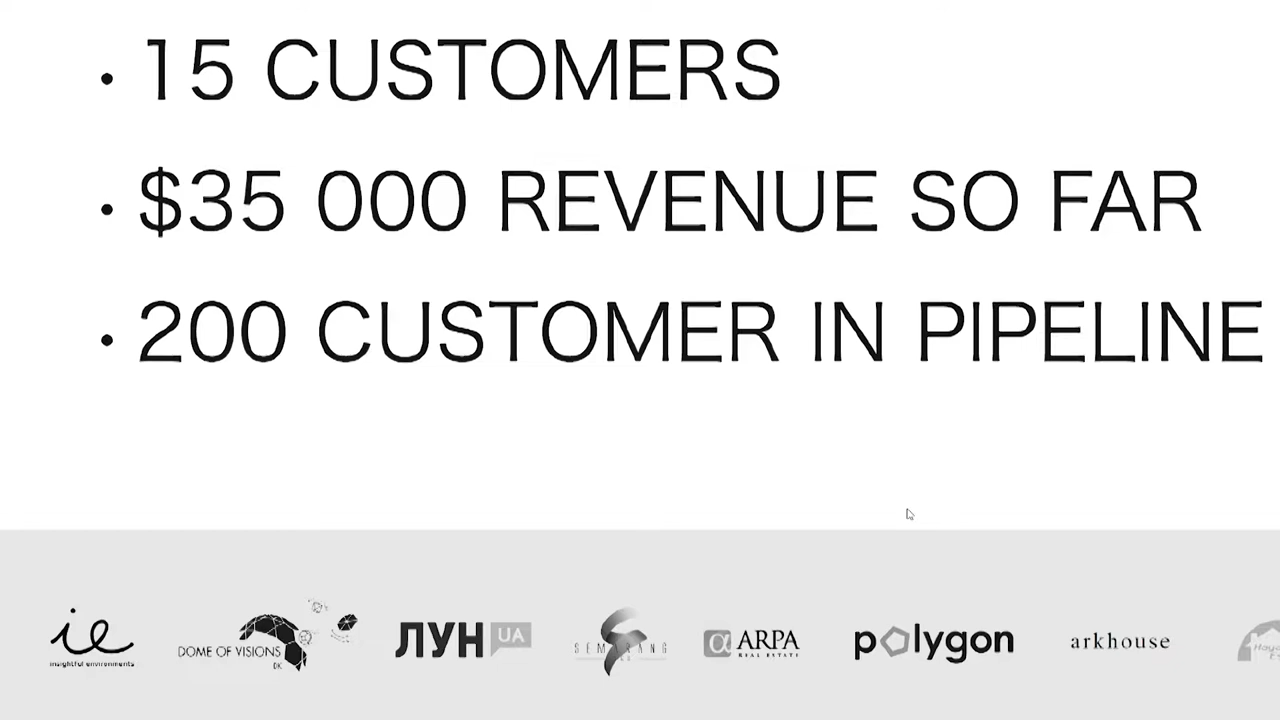 • 15 CUSTOMERS
• $35 000 REVENUE SO FAR
• 200 CUSTOMER IN PIPELINE
ie
insightful environments
DOME OF VISIONS
DK
ЛУН UA
α ARPA
REAL ESTATE
polygon
arkhouse